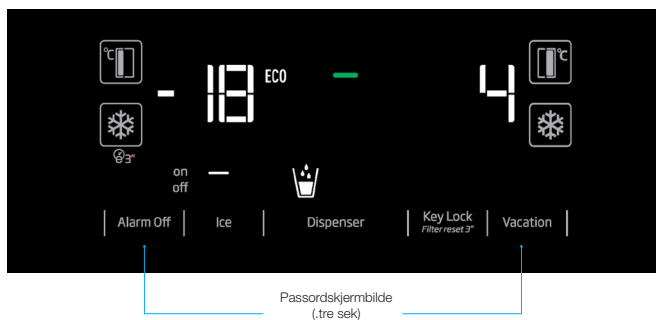 °C
- 18 ECO 4
°C
3"
on
off
Alarm Off Ice Dispenser Key Lock Vacation
Filter reset 3"
Passordskjermbilde
(.tre sek)